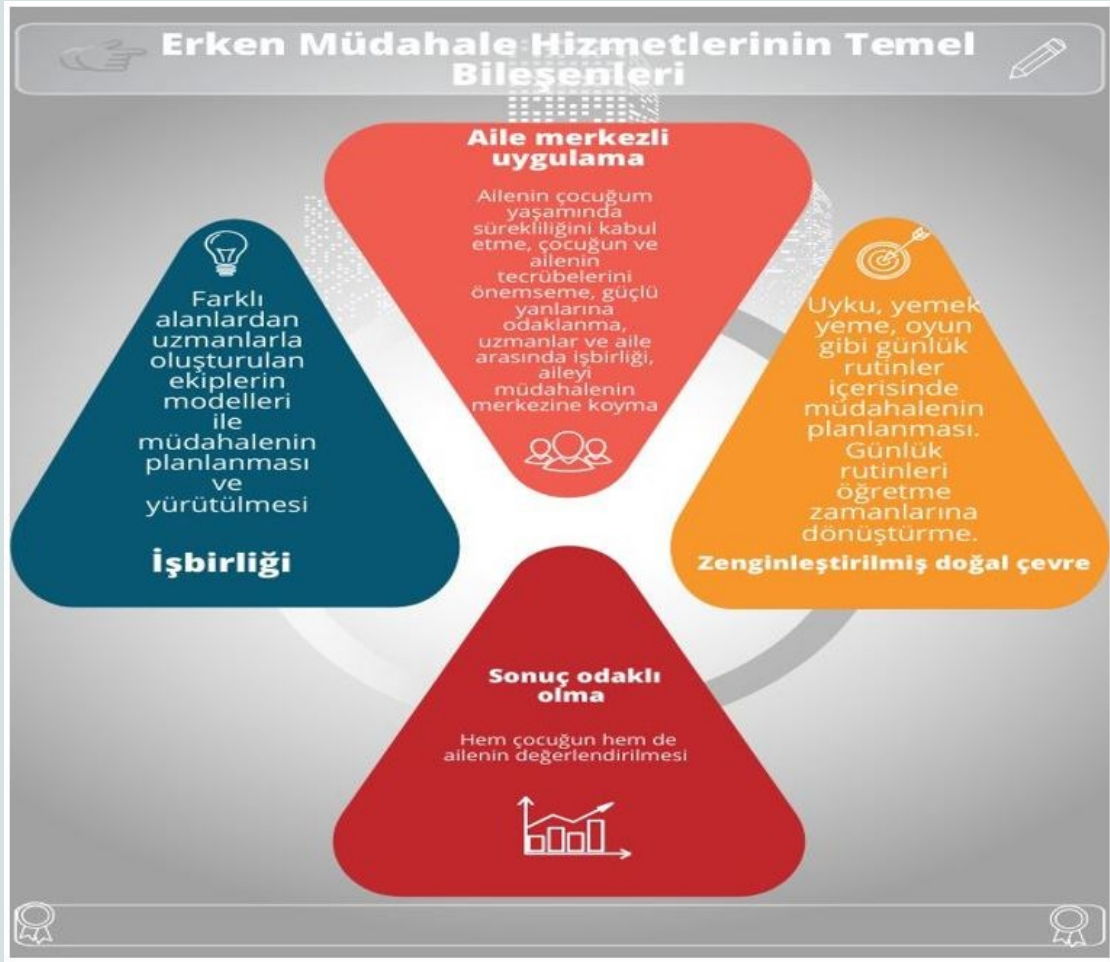 Erken Müdahale Hizmetlerinin Temel
Bileşenleri
Aile merkezli
uygulama
Ailenin çocuğum
yaşamında
sürekliliğini kabul
etme, çocuğun ve
ailenin
tecrübelerini
önemseme, güçlü
yanlarına
odaklanma,
uzmanlar ve aile
arasında işbirliği,
aileyi
müdahalenin
merkezine koyma
Farklı
alanlardan
uzmanlarla
oluşturulan
ekiplerin
modelleri
ile
müdahalenin
planlanması
ve
yürütülmesi
İşbirliği
Uyku, yemek
yeme, oyun
gibi günlük
rutinler
içerisinde
müdahalenin
planlanması.
Günlük
rutinleri
öğretme
zamanlarına
dönüştürme.
Zenginleştirilmiş doğal çevre
Sonuç odaklı
olma
Hem çocuğun hem de
ailenin değerlendirilmesi